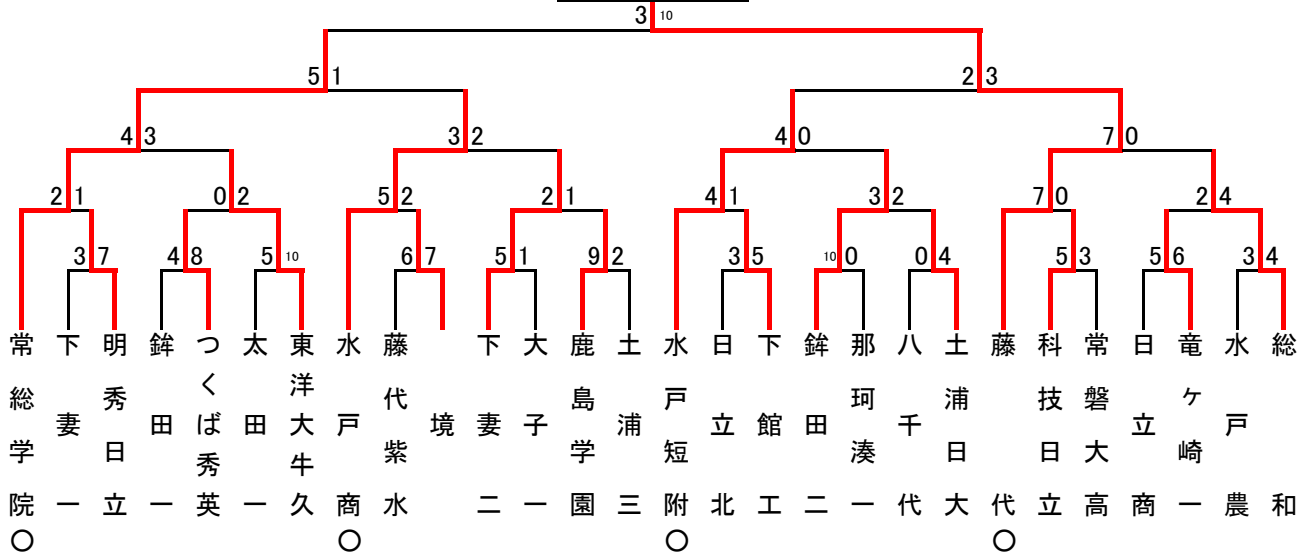 3 10
5 1
2 3
4 3
3 2
4 0
7 0
2 1
0 2
5 2
2 1
4 1
3 2
7 0
2 4
3 7
4 8
5 10
6 7
5 1
9 2
3 5
10 0
0 4
5 3
5 6
3 4
常総学院
下妻一
明秀日立
鉾田一
つくば秀英
太田一
東洋大牛久
水戸商
藤代紫水
境
下妻二
大子一
鹿島学園
土浦三
水戸短附
日立北
下館工
鉾田二
那珂湊一
八千代
土浦日大
藤代
科技日立
常磐大高
日立商
竜ケ崎一
水戸農
総和
○
○
○
○